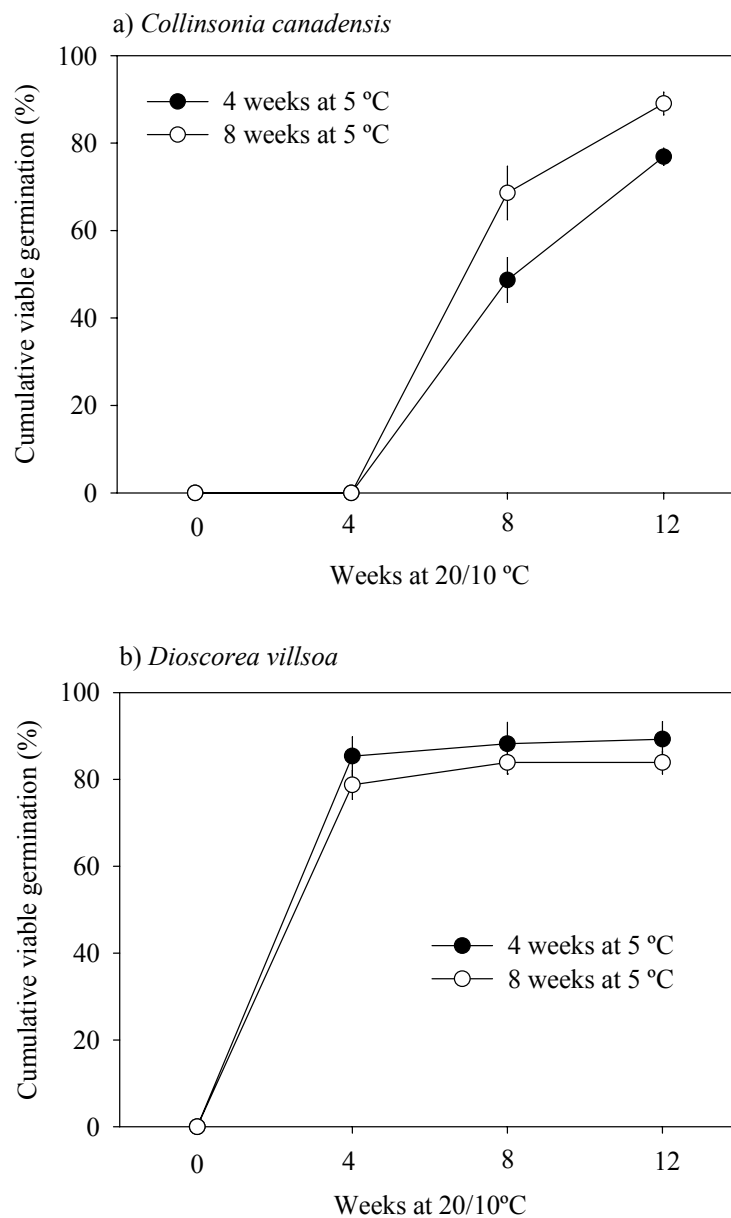 a) Collinsonia canadensis
100
80
60
40
20
0
Cumulative viable germination (%)
4 weeks at 5 ºC
8 weeks at 5 ºC
0 4 8 12
Weeks at 20/10 ºC
b) Dioscorea villsoa
100
80
60
40
20
0
Cumulative viable germination (%)
4 weeks at 5 ºC
8 weeks at 5 ºC
0 4 8 12
Weeks at 20/10ºC